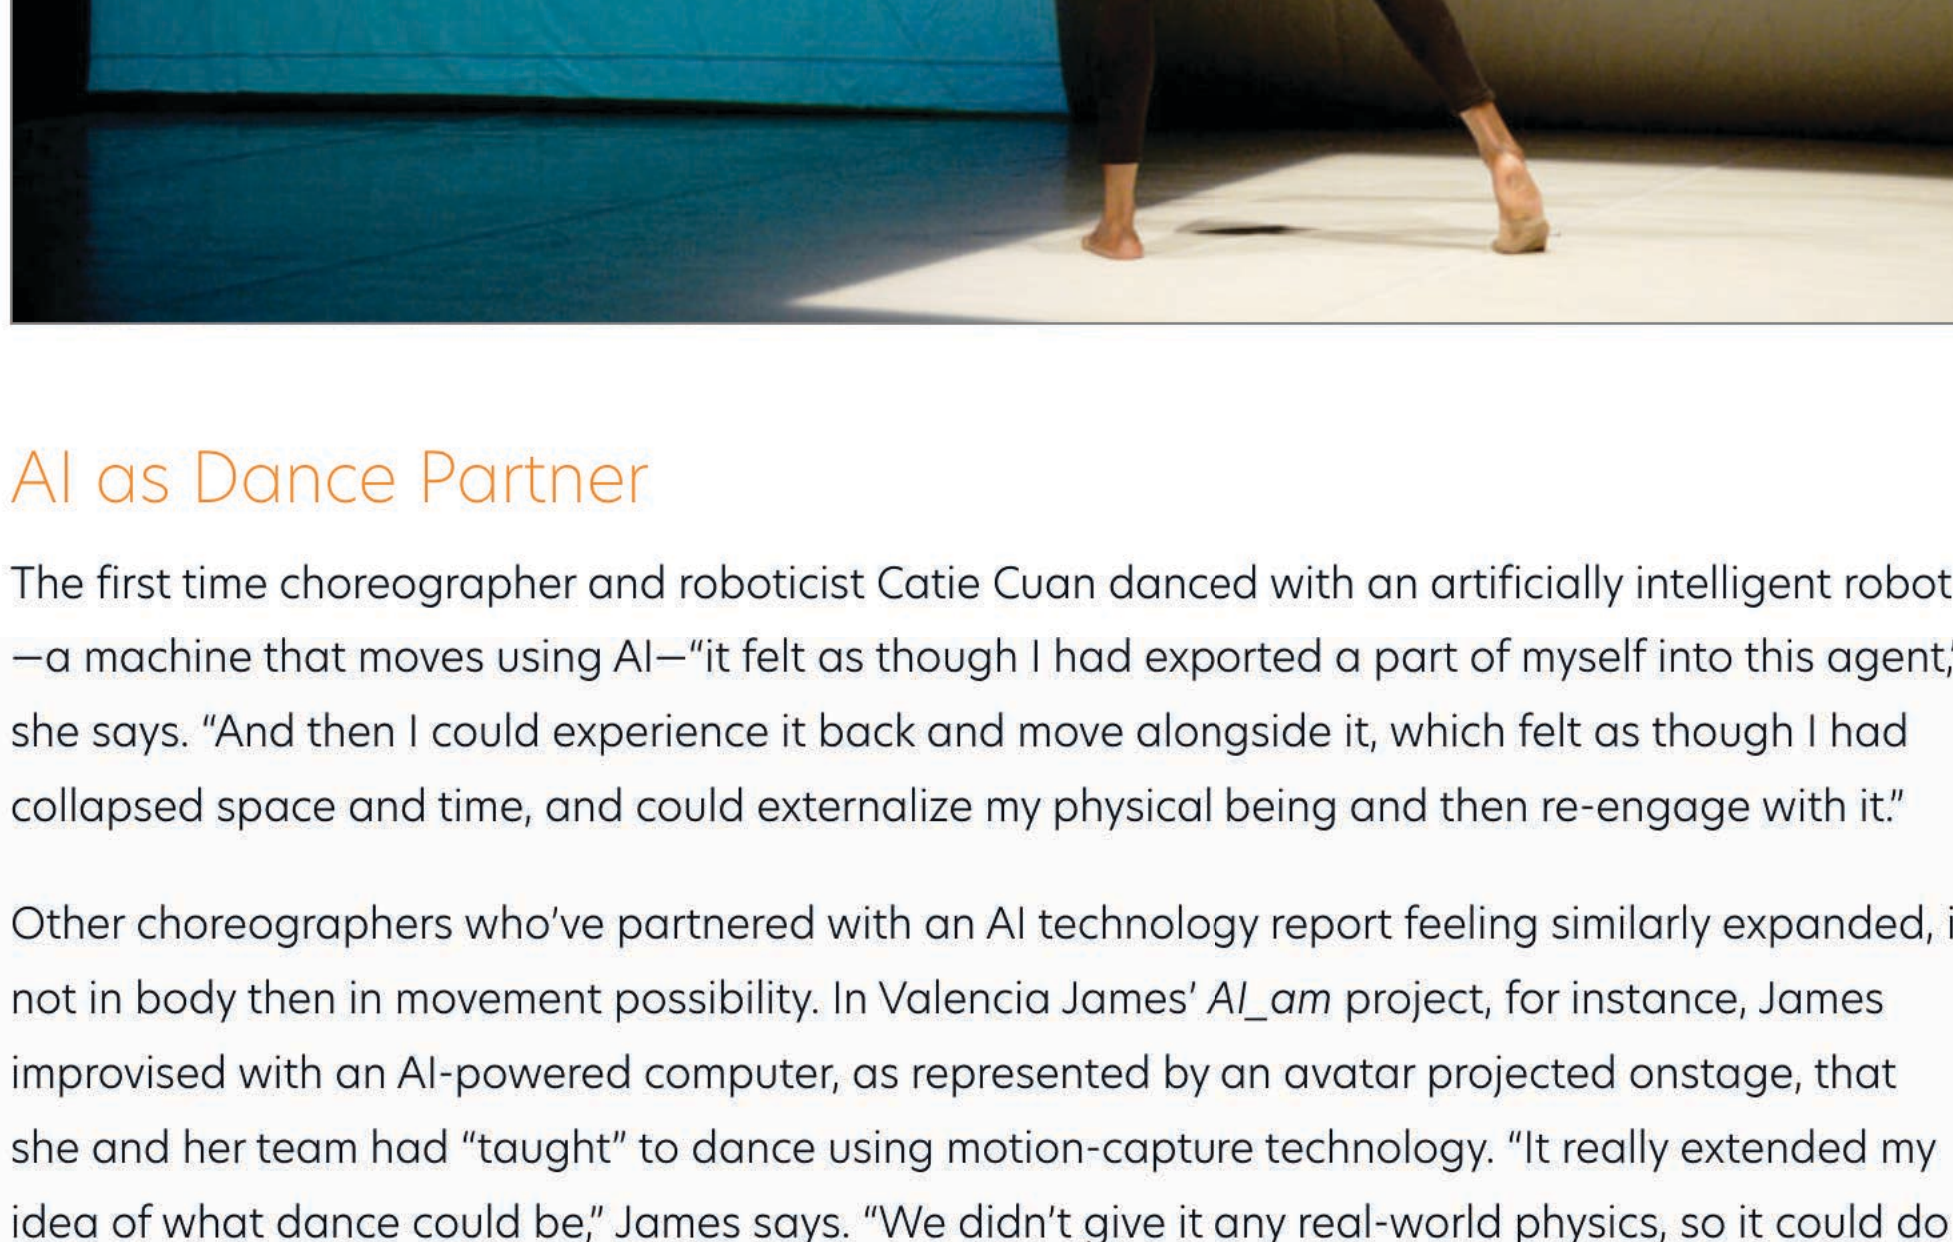 AI as Dance Partner
The first time choreographer and roboticist Catie Cuan danced with an artificially intelligent robot
—a machine that moves using AI—“it felt as though I had exported a part of myself into this agent,”
she says. “And then I could experience it back and move alongside it, which felt as though I had
collapsed space and time, and could externalize my physical being and then re-engage with it.”
Other choreographers who’ve partnered with an AI technology report feeling similarly expanded,
not in body then in movement possibility. In Valencia James’ AI_am project, for instance, James
improvised with an AI-powered computer, as represented by an avatar projected onstage, that
she and her team had “taught” to dance using motion-capture technology. “It really extended my
idea of what dance could be,” James says. “We didn’t give it any real-world physics, so it could do